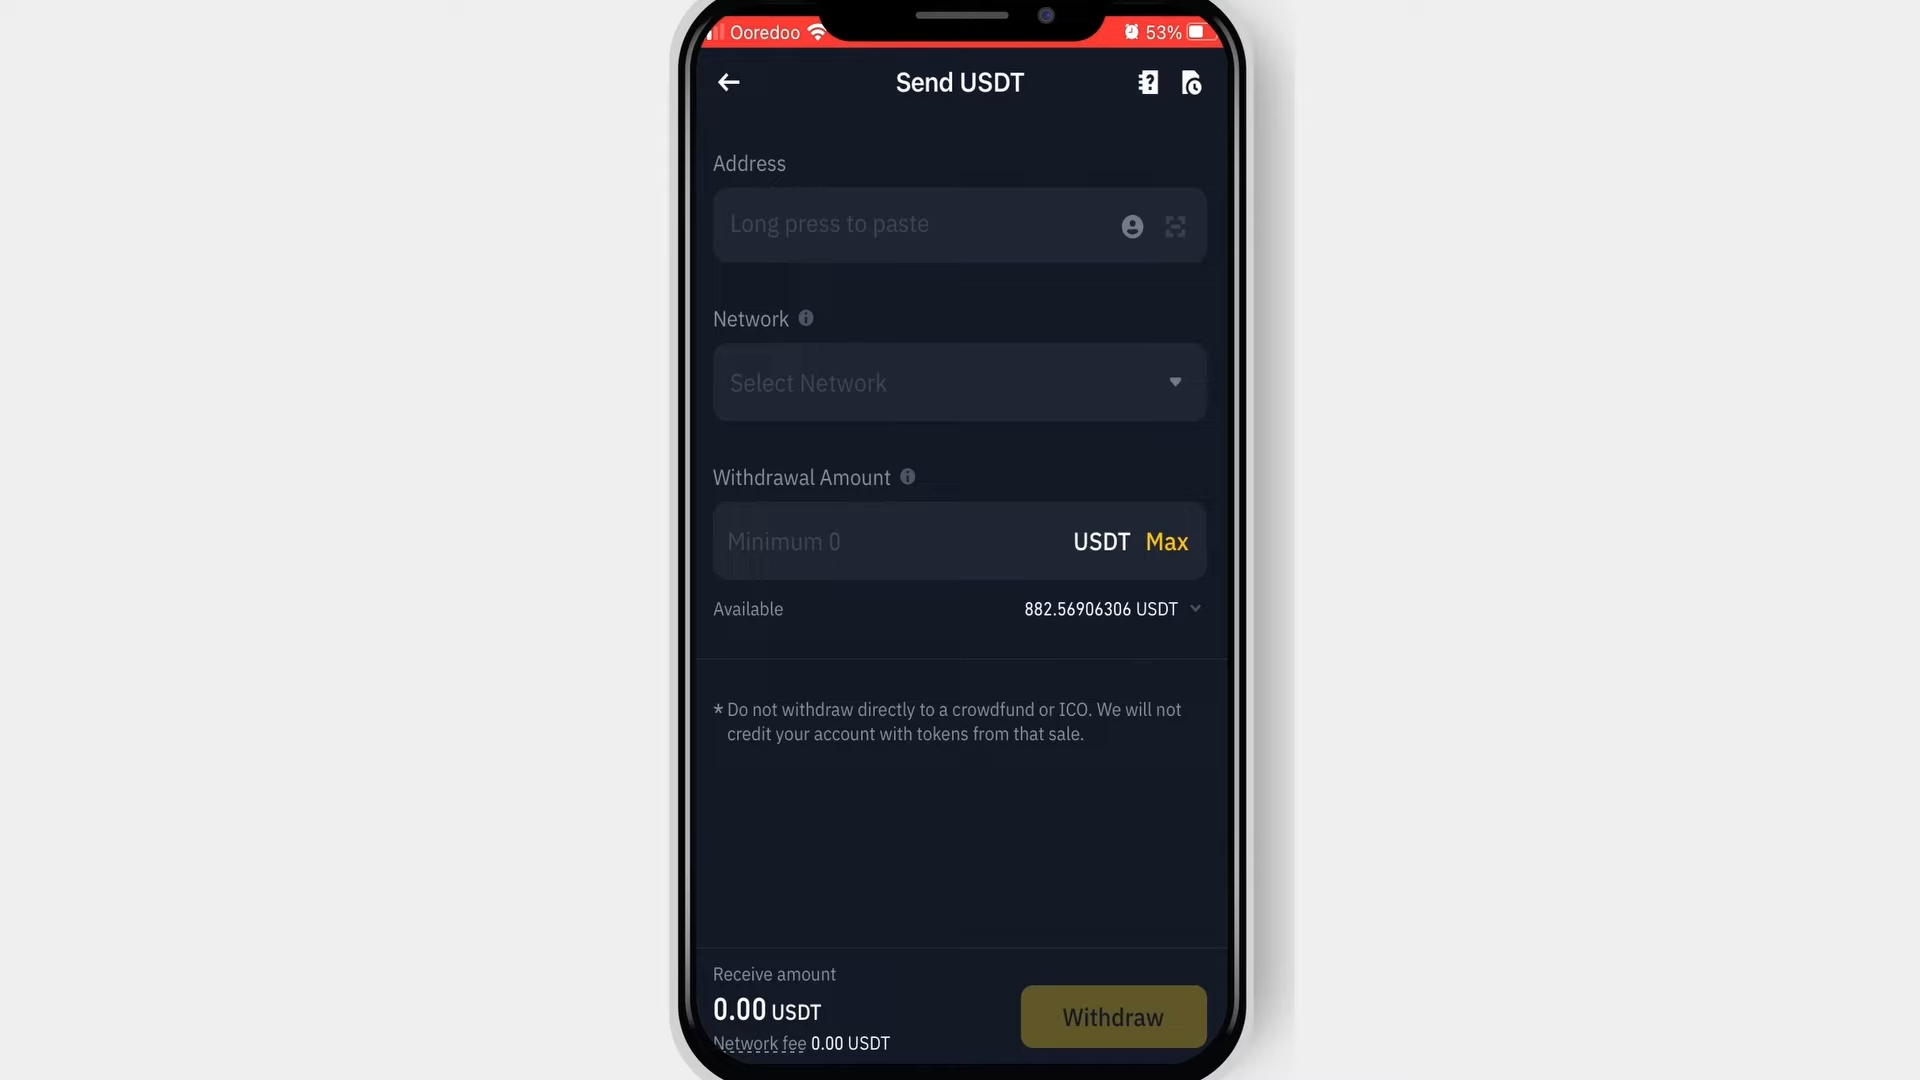 Ooredoo 53%
Send USDT
Address
Long press to paste
Network
Select Network
Withdrawal Amount
Minimum 0 USDT Max
Available 882.56906306 USDT
* Do not withdraw directly to a crowdfund or ICO. We will not
credit your account with tokens from that sale.
Receive amount
0.00 USDT
Network fee 0.00 USDT
Withdraw